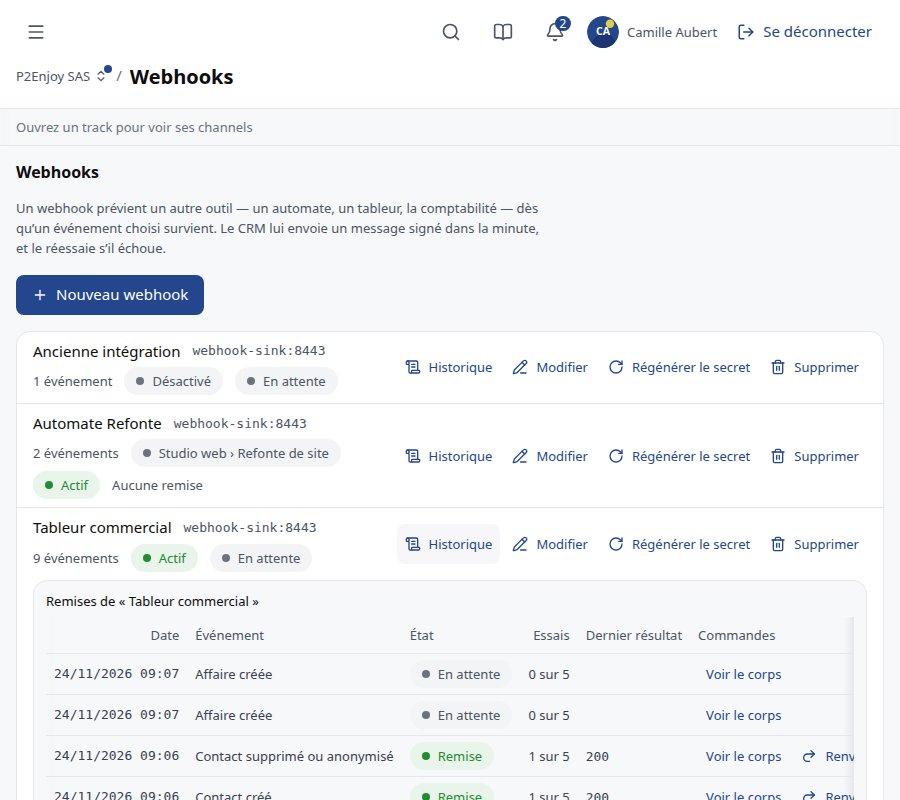 2
CA
Camille Aubert
Se déconnecter
P2Enjoy SAS / Webhooks
Ouvrez un track pour voir ses channels
Webhooks
Un webhook prévient un autre outil — un automate, un tableur, la comptabilité — dès
qu’un événement choisi survient. Le CRM lui envoie un message signé dans la minute,
et le réessaie s’il échoue.
Nouveau webhook
Ancienne intégration webhook-sink:8443
1 événement Désactivé En attente
Historique Modifier Régénérer le secret Supprimer
Automate Refonte webhook-sink:8443
2 événements Studio web › Refonte de site
Actif Aucune remise
Historique Modifier Régénérer le secret Supprimer
Tableur commercial webhook-sink:8443
9 événements Actif En attente
Historique Modifier Régénérer le secret Supprimer
Remises de « Tableur commercial »
Date Événement État Essais Dernier résultat Commandes
24/11/2026 09:07 Affaire créée En attente 0 sur 5 Voir le corps
24/11/2026 09:07 Affaire créée En attente 0 sur 5 Voir le corps
24/11/2026 09:06 Contact supprimé ou anonymisé Remise 1 sur 5 200 Voir le corps Renv
24/11/2026 09:06 Contact créé Remise 1 sur 5 200 Voir le corps Renv